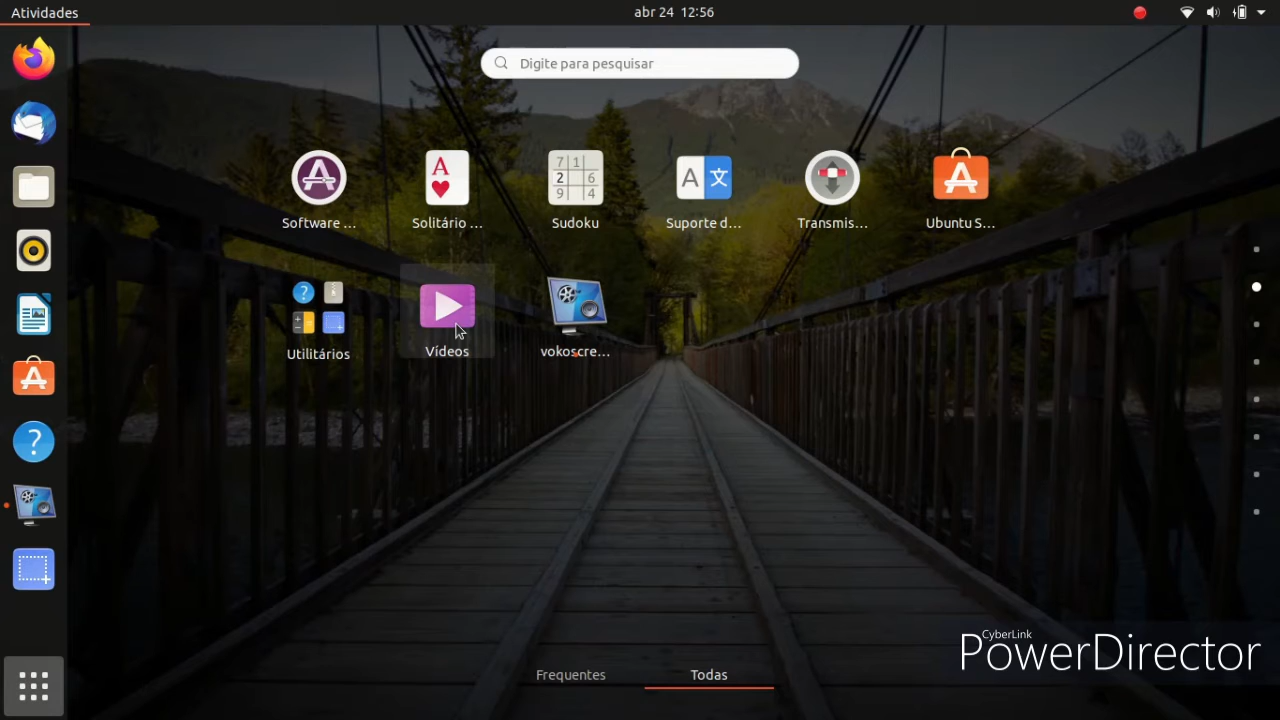 Atividades
abr 24 12:56
Digite para pesquisar
Software ...
Solitário ...
Sudoku
Suporte d...
Transmis...
Ubuntu S...
Utilitários
Vídeos
vokoscre...
Frequentes
Todas
CyberLink
PowerDirector